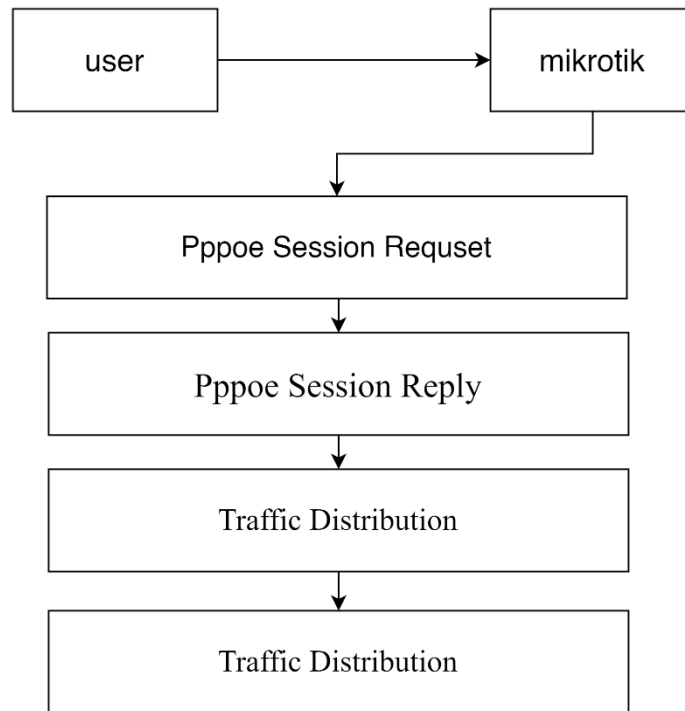 user
mikrotik
Pppoe Session Requset
Pppoe Session Reply
Traffic Distribution
Traffic Distribution